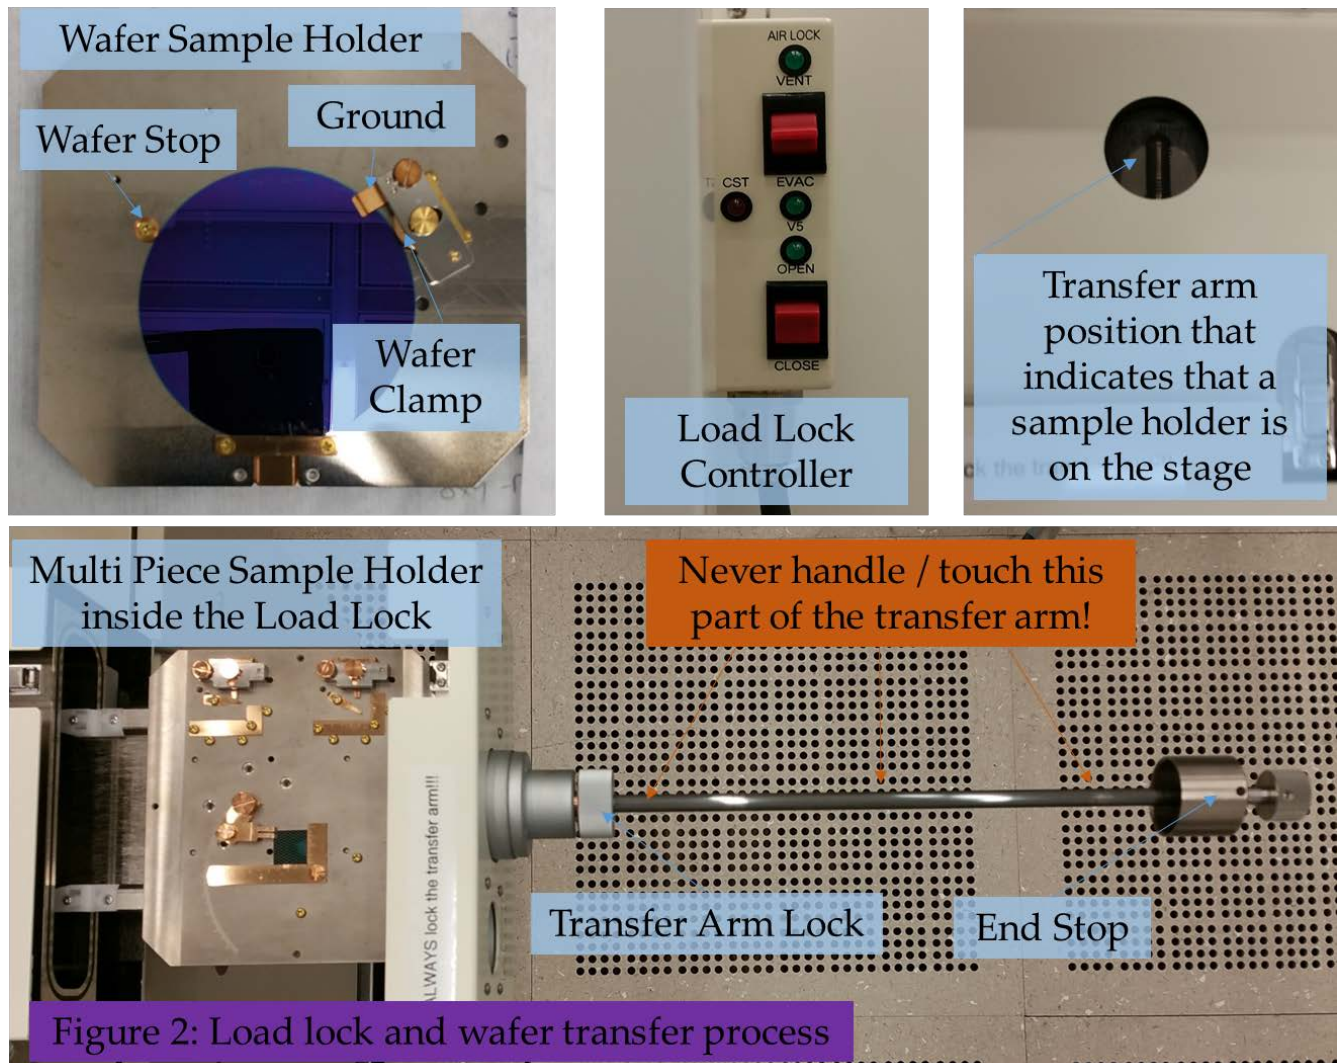 Wafer Sample Holder
Ground
Wafer Stop
Wafer
Clamp
AIR LOCK
VENT
CST
EVAC
V5
OPEN
CLOSE
Load Lock
Controller
Transfer arm
position that
indicates that a
sample holder is
on the stage
Multi Piece Sample Holder
inside the Load Lock
Never handle / touch this
part of the transfer arm!
ALWAYS lock the transfer arm!!!
Transfer Arm Lock
End Stop
Figure 2: Load lock and wafer transfer process